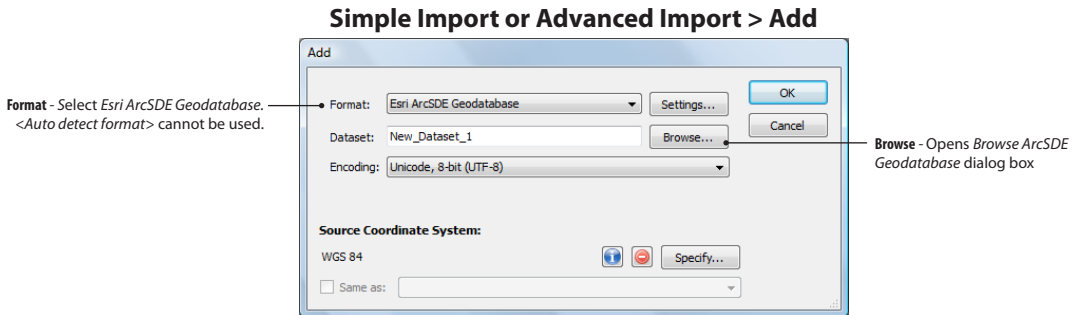 Simple Import or Advanced Import > Add
Add
Format - Select Esri ArcSDE Geodatabase.
<Auto detect format> cannot be used.
Format: Esri ArcSDE Geodatabase Settings... OK
Dataset: New_Dataset_1 Browse... Cancel
Browse - Opens Browse ArcSDE
Geodatabase dialog box
Encoding: Unicode, 8-bit (UTF-8)
Source Coordinate System:
WGS 84 Specify...
Same as: